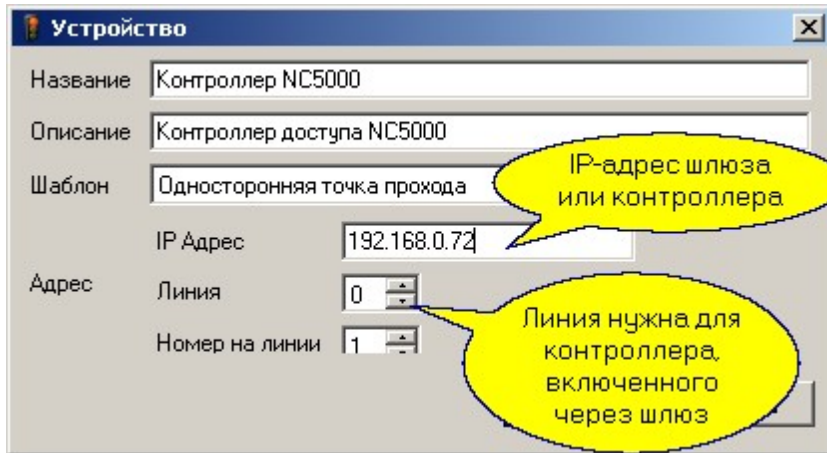 Устройство
Название Контроллер NC5000
Описание Контроллер доступа NC5000
Шаблон Односторонняя точка прохода
IP-адрес шлюза
или контроллера
IP Адрес 192.168.0.72
Адрес
Линия 0
Номер на линии 1
Линия нужна для
контроллера,
включенного
через шлюз